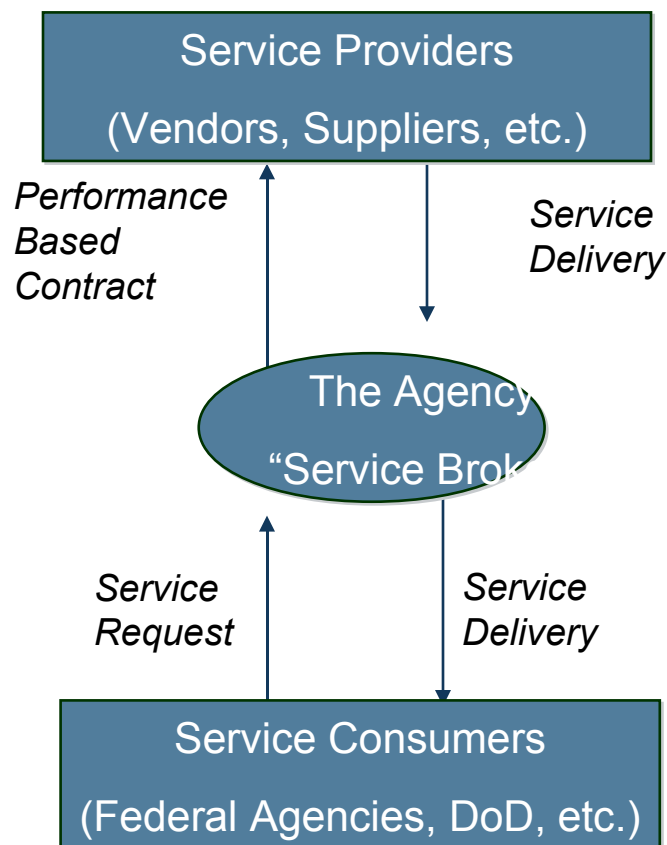 Service Providers
(Vendors, Suppliers, etc.)
Performance
Based
Contract
Service
Delivery
The Agency
“Service Brok
Service
Request
Service
Delivery
Service Consumers
(Federal Agencies, DoD, etc.)